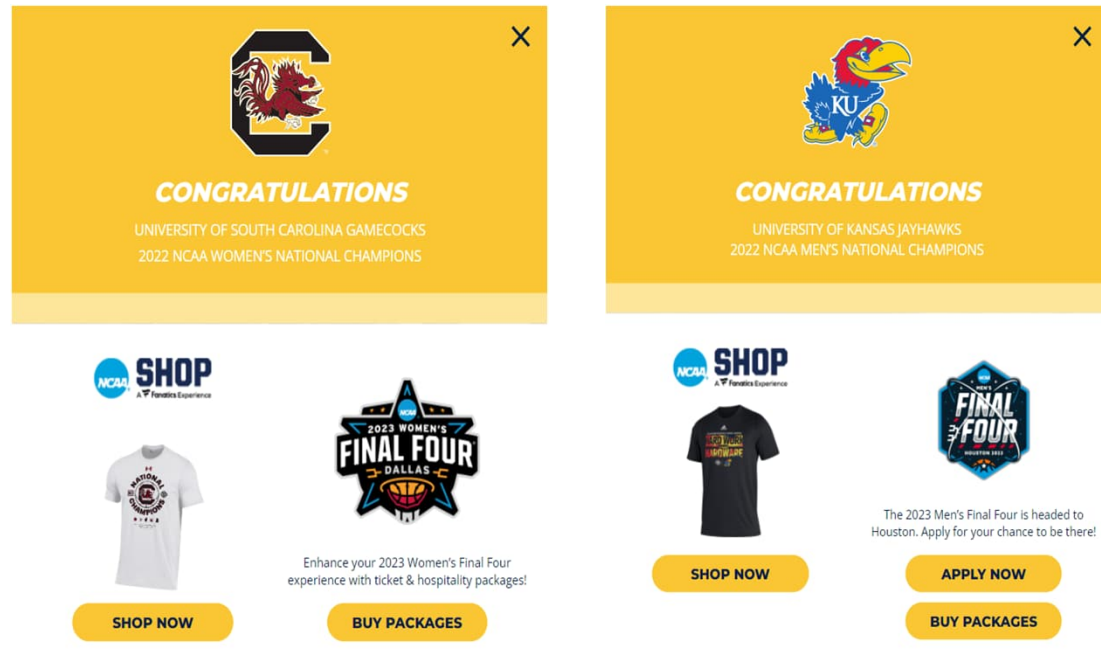 CONGRATULATIONS
UNIVERSITY OF SOUTH CAROLINA GAMECOCKS
2022 NCAA WOMEN'S NATIONAL CHAMPIONS
NCAA SHOP
A Fanatics Experience
NATIONAL
CHAMPIONS
NCAA
2023 WOMEN'S
FINAL FOUR
DALLAS
Enhance your 2023 Women's Final Four
experience with ticket & hospitality packages!
SHOP NOW
BUY PACKAGES
KU
CONGRATULATIONS
UNIVERSITY OF KANSAS JAYHAWKS
2022 NCAA MEN'S NATIONAL CHAMPIONS
NCAA SHOP
A Fanatics Experience
HARD WORK
HARDWARE
NCAA
MEN'S
FINAL
FOUR
HOUSTON 2023
The 2023 Men's Final Four is headed to
Houston. Apply for your chance to be there!
SHOP NOW
APPLY NOW
BUY PACKAGES